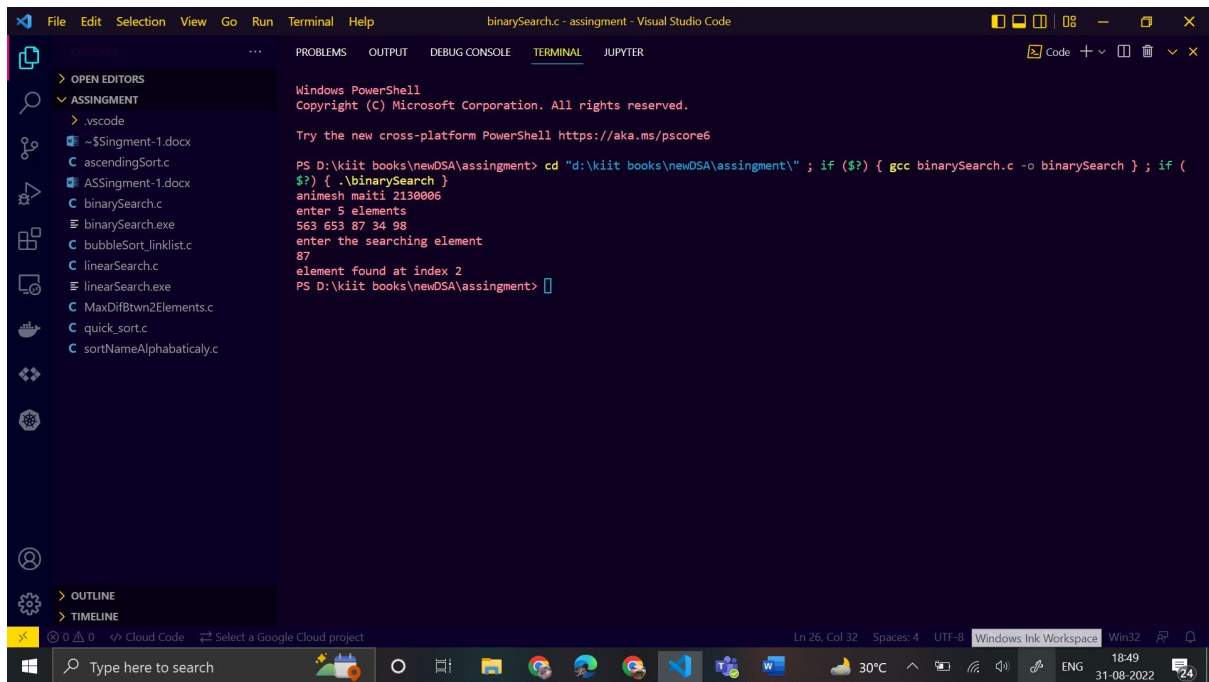 File Edit Selection View Go Run Terminal Help binarySearch.c - assingment - Visual Studio Code
PROBLEMS OUTPUT DEBUG CONSOLE TERMINAL JUPYTER Code
OPEN EDITORS
ASSINGMENT
.vscode
~$Singment-1.docx
C ascendingSort.c
ASSingment-1.docx
C binarySearch.c
binarySearch.exe
C bubbleSort_linklist.c
C linearSearch.c
linearSearch.exe
C MaxDifBtwn2Elements.c
C quick_sort.c
C sortNameAlphabaticaly.c
OUTLINE
TIMELINE
Windows PowerShell
Copyright (C) Microsoft Corporation. All rights reserved.
Try the new cross-platform PowerShell https://aka.ms/pscore6
PS D:\kiit books\newDSA\assingment> cd "d:\kiit books\newDSA\assingment\" ; if ($?) { gcc binarySearch.c -o binarySearch } ; if (
$?) { .\binarySearch }
animesh maiti 2130006
enter 5 elements
563 653 87 34 98
enter the searching element
87
element found at index 2
PS D:\kiit books\newDSA\assingment>
0 0 Cloud Code Select a Google Cloud project Ln 26, Col 32 Spaces: 4 UTF-8 Windows Ink Workspace Win32
Type here to search 30°C ENG 18:49
31-08-2022 24